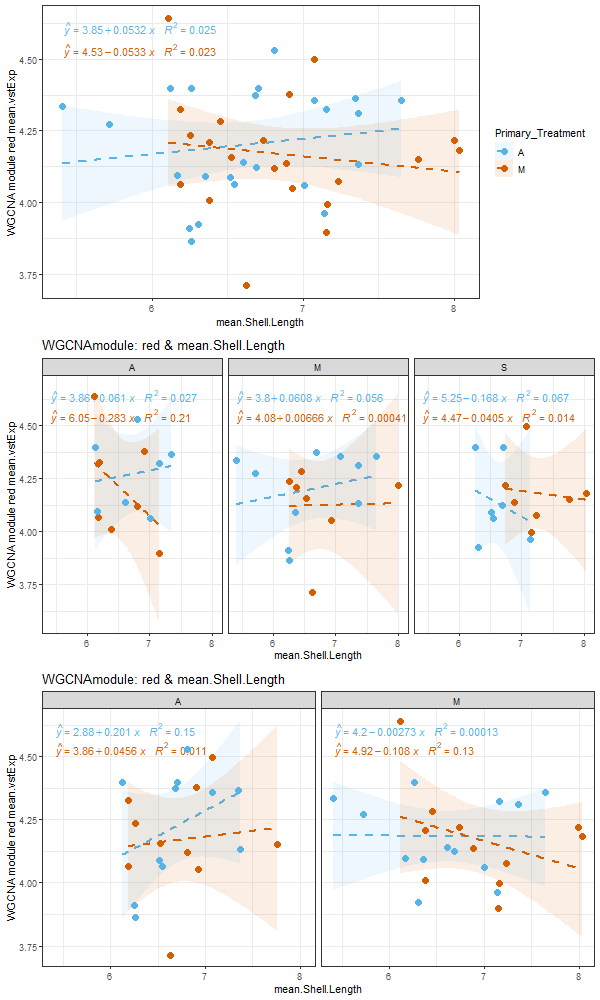 ŷ = 3.85 + 0.0532 x R² = 0.025
ŷ = 4.53 − 0.0533 x R² = 0.023
4.50
4.25
4.00
3.75
WGCNA module red mean.vstExp
6 7 8
mean.Shell.Length
Primary_Treatment
A
M
WGCNAmodule: red & mean.Shell.Length
A M S
ŷ = 3.86 + 0.061 x R² = 0.027
ŷ = 6.05 − 0.283 x R² = 0.21
ŷ = 3.8 + 0.0608 x R² = 0.056
ŷ = 4.08 + 0.00666 x R² = 0.00041
ŷ = 5.25 − 0.168 x R² = 0.067
ŷ = 4.47 − 0.0405 x R² = 0.014
4.50
4.25
4.00
3.75
WGCNA module red mean.vstExp
6 7 8 6 7 8 6 7 8
mean.Shell.Length
WGCNAmodule: red & mean.Shell.Length
A M
ŷ = 2.88 + 0.201 x R² = 0.15
ŷ = 3.86 + 0.0456 x R² = 0.011
ŷ = 4.2 − 0.00273 x R² = 0.00013
ŷ = 4.92 − 0.108 x R² = 0.13
4.50
4.25
4.00
3.75
WGCNA module red mean.vstExp
6 7 8 6 7 8
mean.Shell.Length